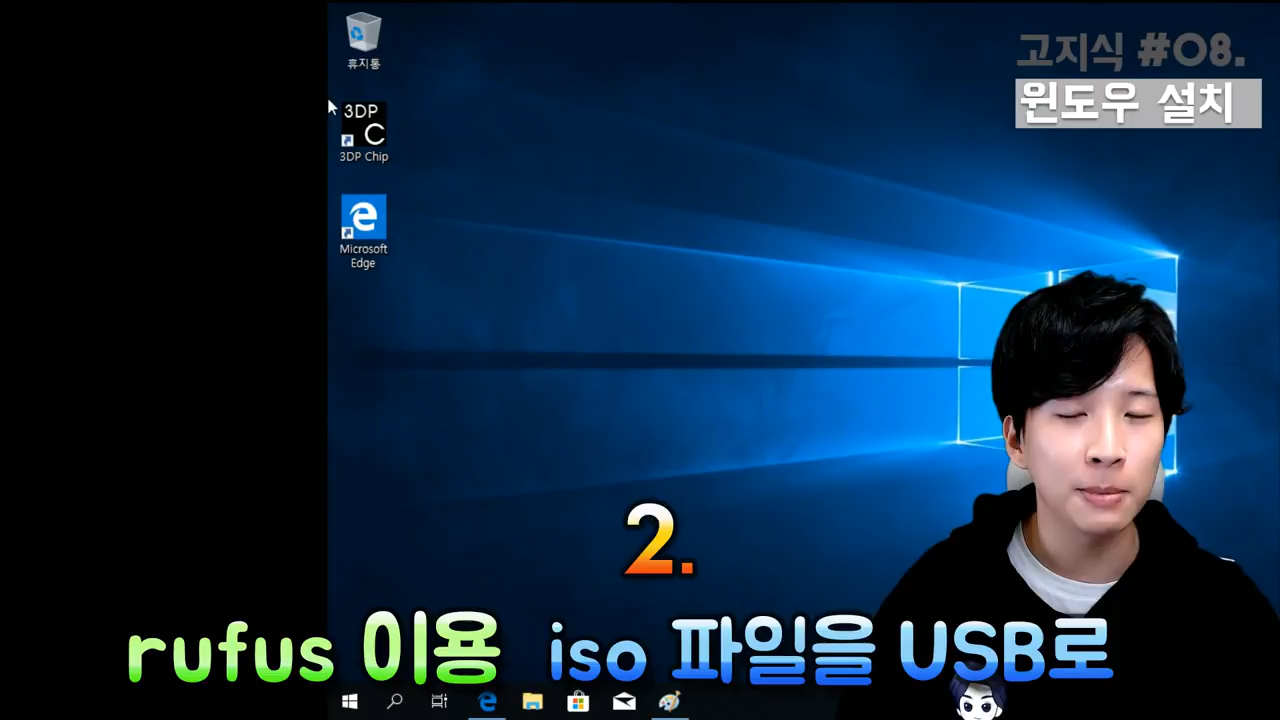 고지식 #08.
윈도우 설치
휴지통
3DP
C
3DP Chip
Microsoft
Edge
2.
rufus 이용 iso 파일을 USB로